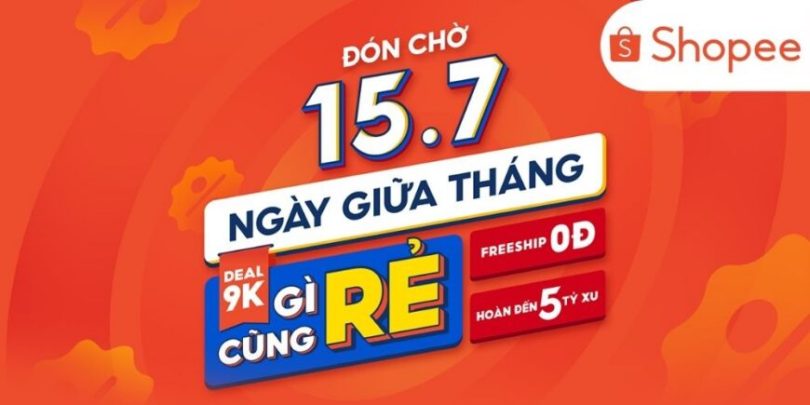 Shopee
ĐÓN CHỜ
15.7
NGÀY GIỮA THÁNG
DEAL
9K
GÌ
CŨNG
RẺ
FREESHIP 0Đ
HOÀN ĐẾN 5 TỶ XU